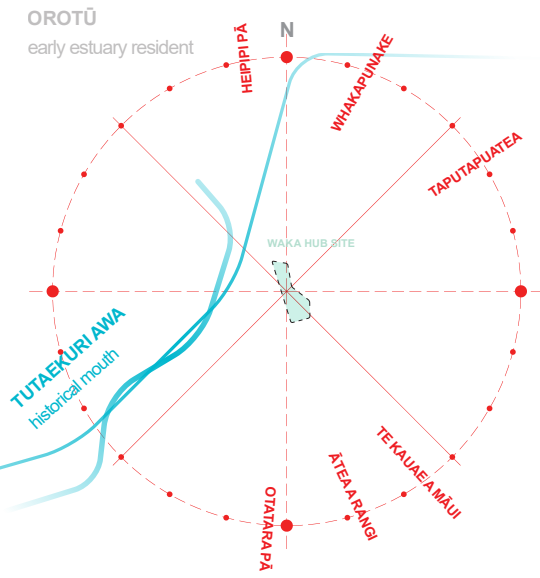 OROTŪ
early estuary resident
N
HEIPIPI PĀ
WHAKAPUNAKE
TAPUTAPUATEA
WAKA HUB SITE
TUTAEKURI AWA
historical mouth
TE KAUAE A MĀUI
ĀTEA A RANGI
OTATARA PĀ